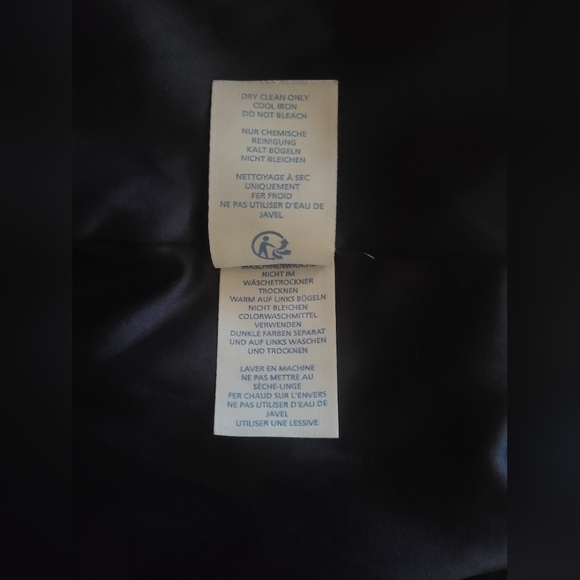 DRY CLEAN ONLY
COOL IRON
DO NOT BLEACH
NUR CHEMISCHE
REINIGUNG
KALT BÜGELN
NICHT BLEICHEN
NETTOYAGE À SEC
UNIQUEMENT
FER FROID
NE PAS UTILISER D'EAU DE
JAVEL
MASCHINENWÄSCHE
NICHT IM
WÄSCHETROCKNER
TROCKNEN
WARM AUF LINKS BÜGELN
NICHT BLEICHEN
COLORWASCHMITTEL
VERWENDEN
DUNKLE FARBEN SEPARAT
UND AUF LINKS WASCHEN
UND TROCKNEN
LAVER EN MACHINE
NE PAS METTRE AU
SÈCHE-LINGE
FER CHAUD SUR L'ENVERS
NE PAS UTILISER D'EAU DE
JAVEL
UTILISER UNE LESSIVE